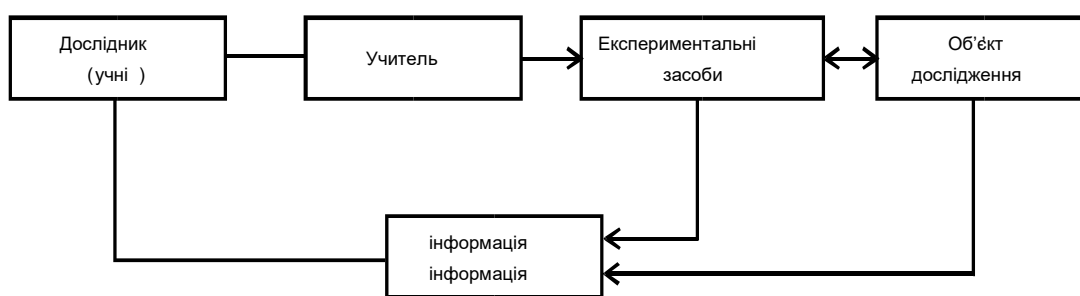 Дослідник
(учні )
Учитель
Експериментальні
засоби
Об’єкт
дослідження
інформація
інформація